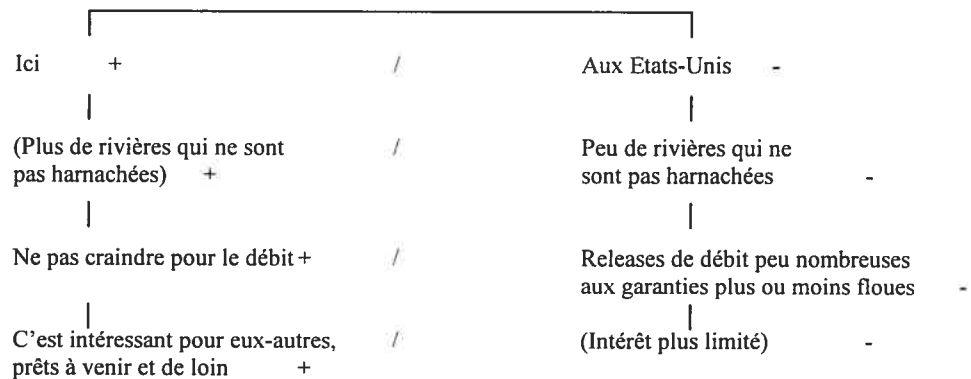 Ici + / Aux Etats-Unis -
(Plus de rivières qui ne sont / Peu de rivières qui ne
pas harnachées) + sont pas harnachées -
Ne pas craindre pour le débit + / Releases de débit peu nombreuses
aux garanties plus ou moins floues -
C'est intéressant pour eux-autres, / (Intérêt plus limité) -
prêts à venir et de loin +